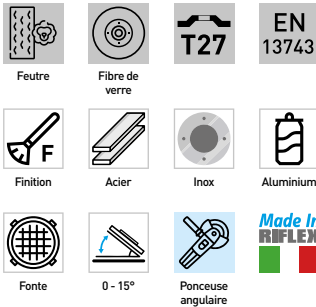 T27
EN
13743
Feutre
Fibre de
verre
F
Finition
Acier
Inox
Aluminium
Made In
RIFLEX
Fonte
0 - 15°
Ponceuse
angulaire